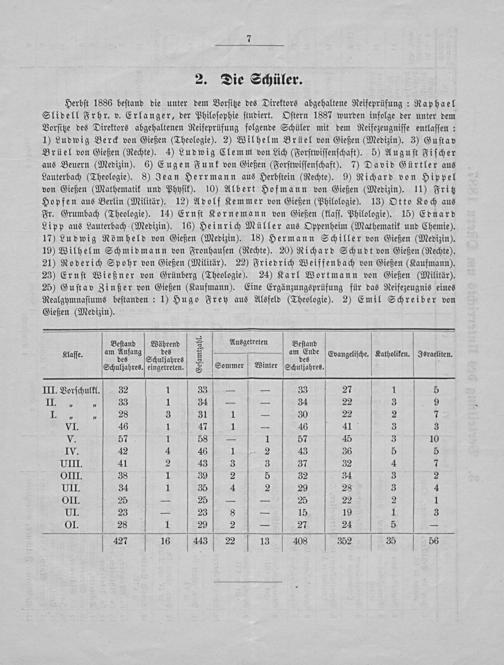 7
2. Die Schüler.
Herbst 1886 bestand die unter dem Vorsitze des Direktors abgehaltene Reifeprüfung: Raphael
Slidell Frhr. v. Erlanger, der Philosophie studiert. Ostern 1887 wurden infolge der unter dem
Vorsitze des Direktors abgehaltenen Reifeprüfung folgende Schüler mit dem Reifezeugnisse entlassen:
1) Ludwig Berd von Gießen (Theologie). 2) Wilhelm Brüel von Gießen (Medizin). 3) Gustav
Brüel von Gießen (Rechte). 4) Ludwig Clemm von Lich (Forstwissenschaft). 5) August Fischer
aus Beuern (Medizin). 6) Eugen Funk von Gießen (Forstwissenschaft). 7) David Gürtler aus
Lauterbach (Theologie). 8) Jean Herrmann aus Herbstein (Rechte). 9) Richard von Hippel
von Gießen (Mathematik und Physik). 10) Albert Hofmann von Gießen (Medizin). 11) Fritz
Hopfen aus Berlin (Militär). 12) Adolf Kemmer von Gießen (Philologie). 13) Otto Koch aus
Fr. Grumbach (Theologie). 14) Ernst Kornemann von Gießen (klass. Philologie). 15) Eduard
Lipp aus Lauterbach (Medizin). 16) Heinrich Müller aus Oppenheim (Mathematik und Chemie).
17) Ludwig Römheld von Gießen (Medizin). 18) Hermann Schiller von Gießen (Medizin).
19) Wilhelm Schmidmann von Fronhausen (Rechte). 20) Richard Schudt von Gießen (Rechte).
21) Roderich Spohr von Gießen (Militär). 22) Friedrich Weiffenbach von Gießen (Kaufmann).
23) Ernst Wießner von Grünberg (Theologie). 24) Karl Wortmann von Gießen (Militär).
25) Gustav Zinßer von Gießen (Kaufmann). Eine Ergänzungsprüfung für das Reifezeugnis eines
Realgymnasiums bestanden: 1) Hugo Frey aus Alsfeld (Theologie). 2) Emil Schreiber von
Gießen (Medizin).
Klasse. Bestand am Anfang des Schuljahres. Während des Schuljahrs eingetreten. Gesamtzahl. Ausgetreten Sommer Winter Bestand am Ende des Schuljahres. Evangelische. Katholiken. Israeliten.
III. Vorschulkl. 32 1 33 — — 33 27 1 5
II. „ „ 33 1 34 — — 34 22 3 9
I. „ „ 28 3 31 1 — 30 22 2 7
VI. 46 1 47 1 — 46 41 3 3
V. 57 1 58 — 1 57 45 3 10
IV. 42 4 46 1 2 43 36 5 5
UIII. 41 2 43 3 3 37 32 4 7
OIII. 38 1 39 2 5 32 34 3 2
UII. 34 1 35 4 2 29 28 3 4
OII. 25 — 25 — — 25 22 2 1
UI. 23 — 23 8 — 15 19 1 3
OI. 28 1 29 2 — 27 24 5 —
427 16 443 22 13 408 352 35 56